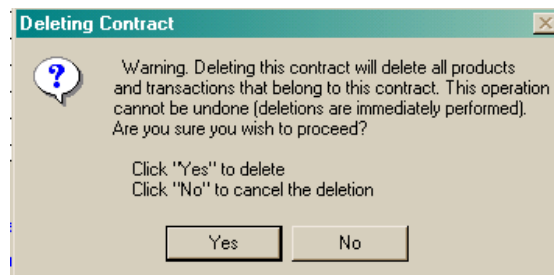 Deleting Contract
Warning. Deleting this contract will delete all products
and transactions that belong to this contract. This operation
cannot be undone (deletions are immediately performed).
Are you sure you wish to proceed?
Click "Yes" to delete
Click "No" to cancel the deletion
Yes
No